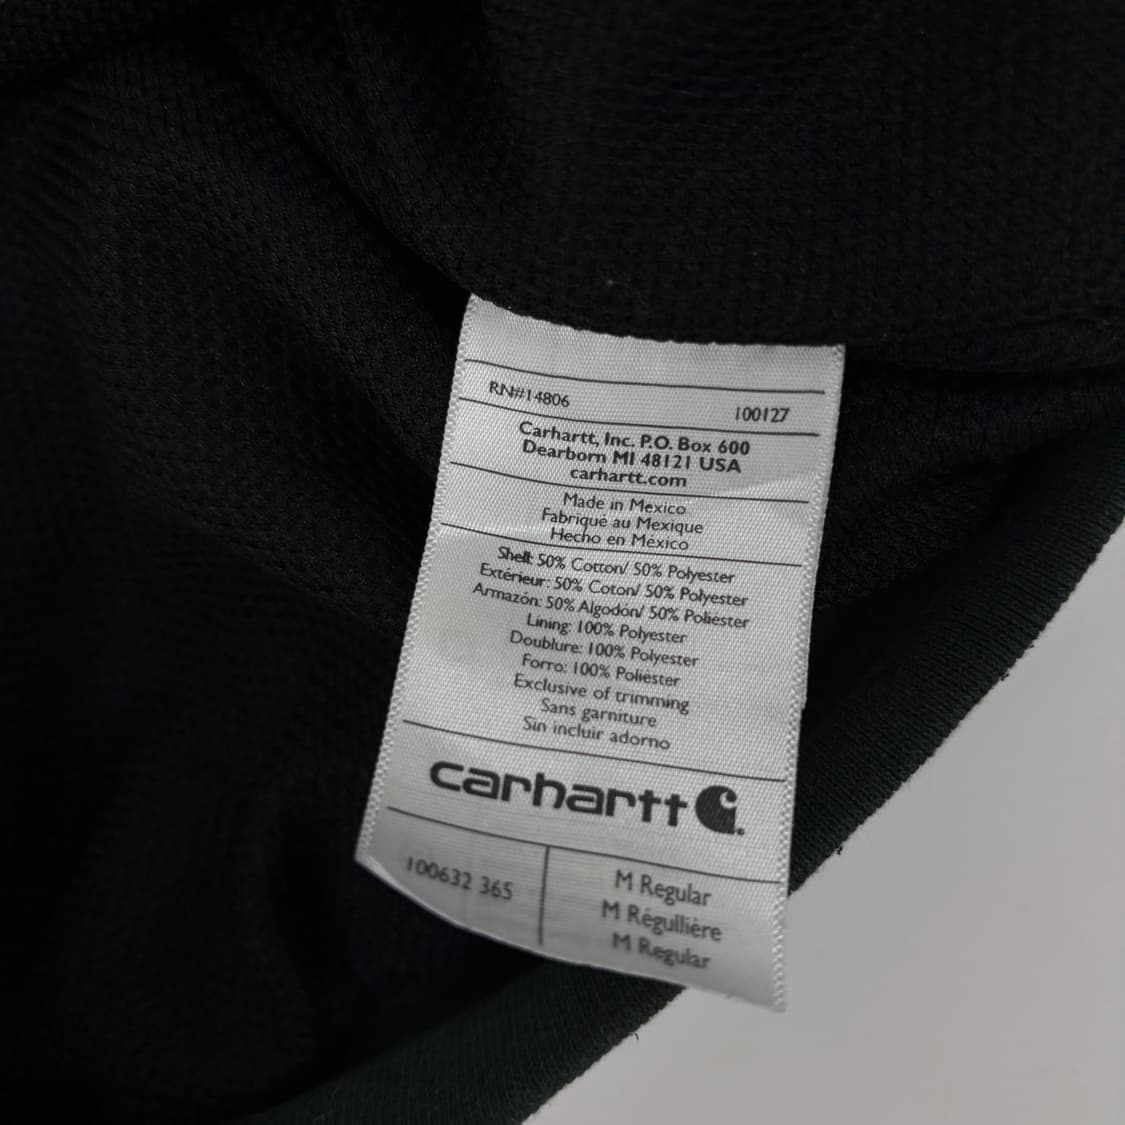 RN#14806 100127
Carhartt, Inc. P.O. Box 600
Dearborn MI 48121 USA
carhartt.com
Made in Mexico
Fabriqué au Mexique
Hecho en México
Shell: 50% Cotton/ 50% Polyester
Extérieur: 50% Coton/ 50% Polyester
Armazón: 50% Algodón/ 50% Poliéster
Lining: 100% Polyester
Doublure: 100% Polyester
Forro: 100% Poliéster
Exclusive of trimming
Sans garniture
Sin incluir adorno
carhartt
100632 365
M Regular
M Régullière
M Regular